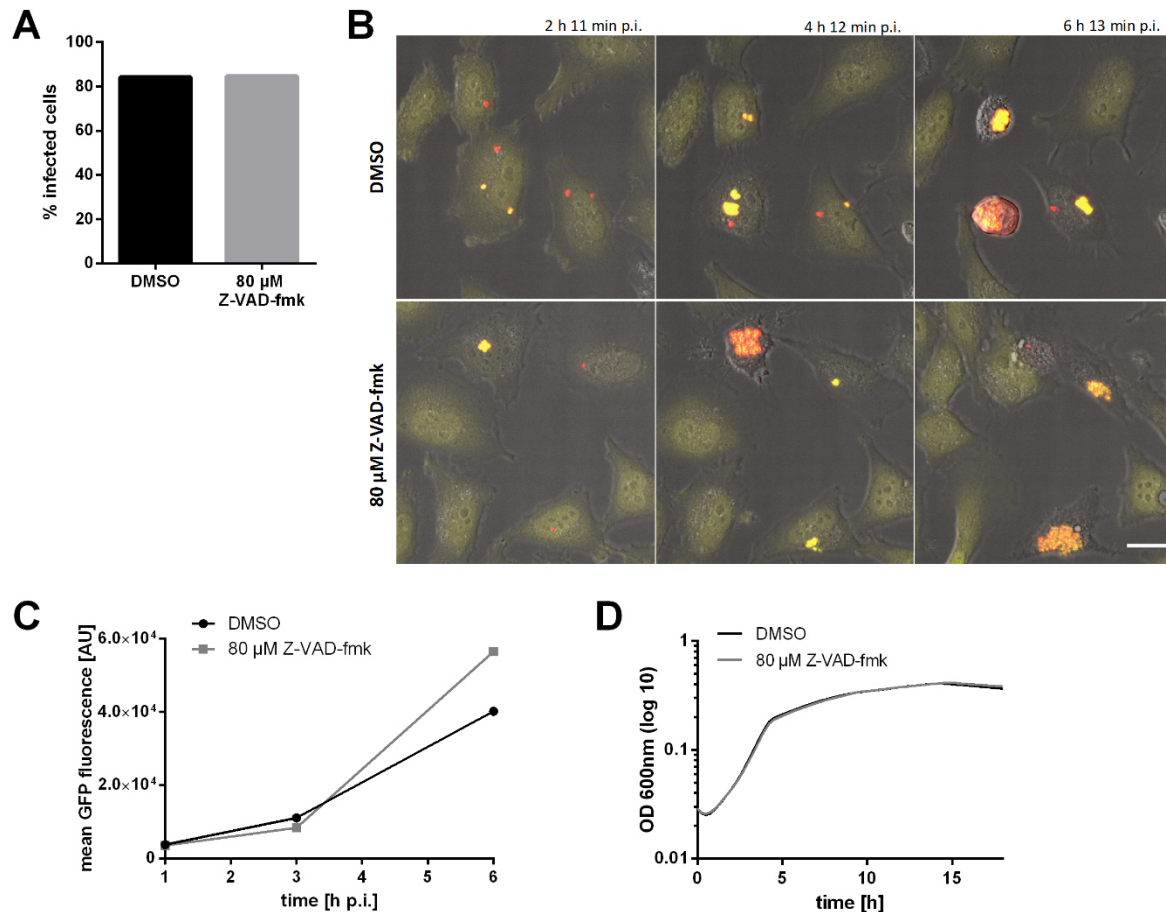 A
% infected cells
100
80
60
40
20
0
DMSO
80 µM
Z-VAD-fmk
B
2 h 11 min p.i.
4 h 12 min p.i.
6 h 13 min p.i.
DMSO
80 µM Z-VAD-fmk
C
DMSO
80 µM Z-VAD-fmk
mean GFP fluorescence [AU]
6.0×10⁴
4.0×10⁴
2.0×10⁴
0
1 2 3 4 5 6
time [h p.i.]
D
DMSO
80 µM Z-VAD-fmk
OD 600nm (log 10)
1
0.1
0.01
0 5 10 15
time [h]